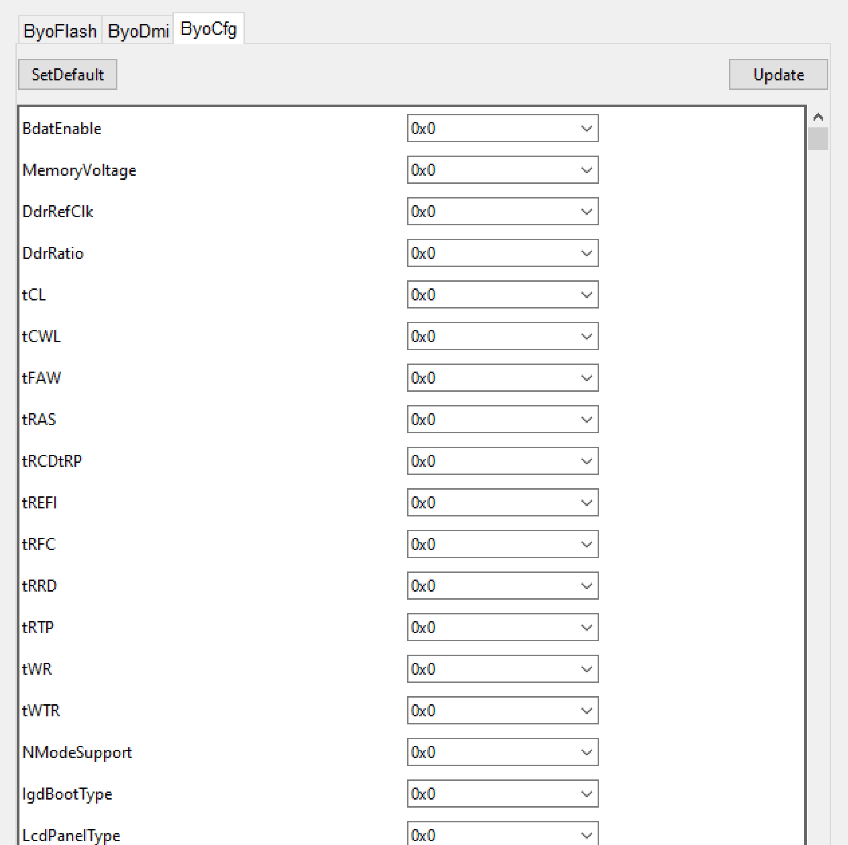 ByoFlash ByoDmi ByoCfg
SetDefault Update
BdatEnable 0x0
MemoryVoltage 0x0
DdrRefClk 0x0
DdrRatio 0x0
tCL 0x0
tCWL 0x0
tFAW 0x0
tRAS 0x0
tRCDtRP 0x0
tREFI 0x0
tRFC 0x0
tRRD 0x0
tRTP 0x0
tWR 0x0
tWTR 0x0
NModeSupport 0x0
IgdBootType 0x0
LcdPanelType 0x0